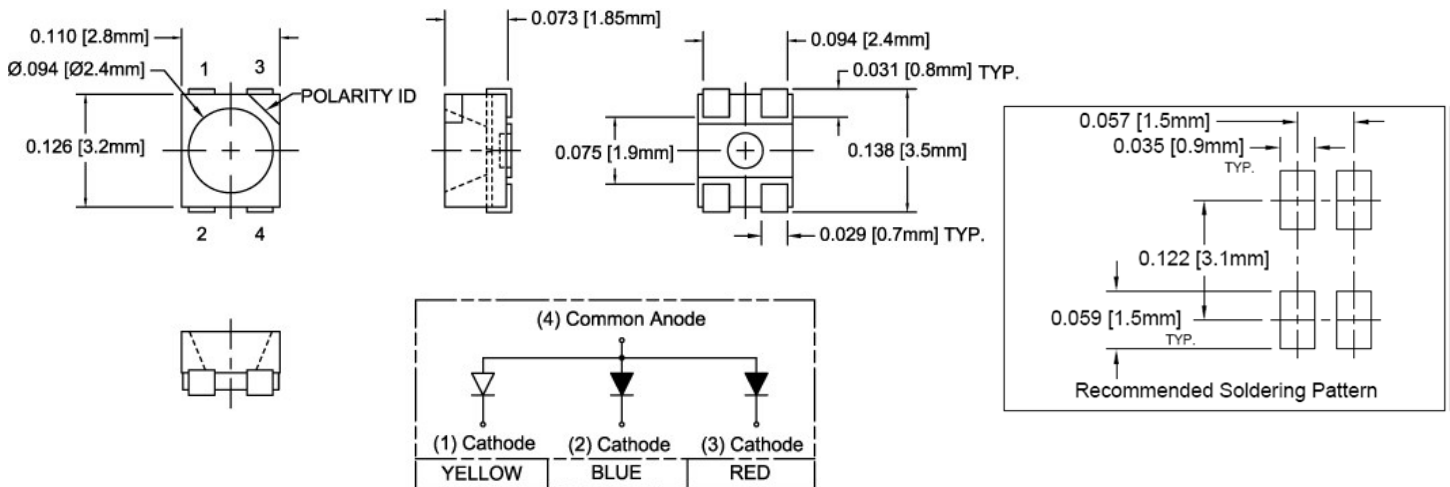 0.073 [1.85mm]
0.110 [2.8mm]
Ø.094 [Ø2.4mm]
1 3
POLARITY ID
0.126 [3.2mm]
2 4
0.094 [2.4mm]
0.031 [0.8mm] TYP.
0.075 [1.9mm]
0.138 [3.5mm]
0.029 [0.7mm] TYP.
0.057 [1.5mm]
0.035 [0.9mm]
TYP.
0.122 [3.1mm]
0.059 [1.5mm]
TYP.
Recommended Soldering Pattern
(4) Common Anode
(1) Cathode (2) Cathode (3) Cathode
YELLOW BLUE RED